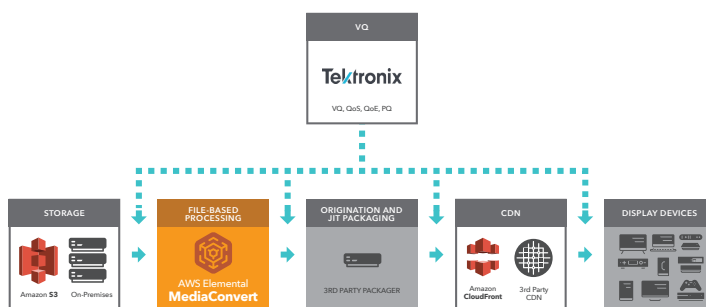 VQ
Tektronix
VQ, QoS, QoE, PQ
STORAGE
Amazon S3
On-Premises
FILE-BASED
PROCESSING
AWS Elemental
MediaConvert
ORIGINATION AND
JIT PACKAGING
3RD PARTY PACKAGER
CDN
Amazon
CloudFront
3rd Party
CDN
DISPLAY DEVICES